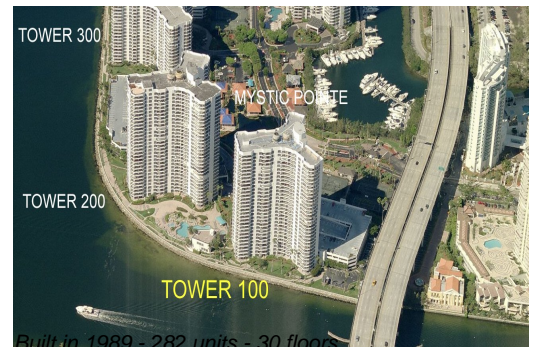 TOWER 300
MYSTIC POINTE
TOWER 200
TOWER 100
Built in 1989 - 282 units - 30 floors